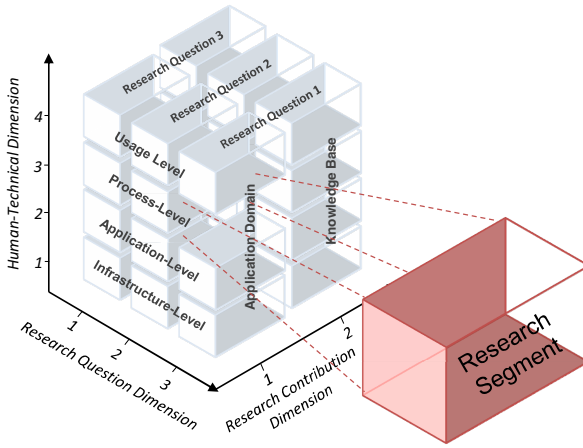 Research Question 3
Research Question 2
Research Question 1
Human-Technical Dimension
4
3
2
1
Usage Level
Process-Level
Application-Level
Infrastructure-Level
Application Domain
Knowledge Base
1
2
3
Research Question Dimension
1
2
Research Contribution
Dimension
Research
Segment